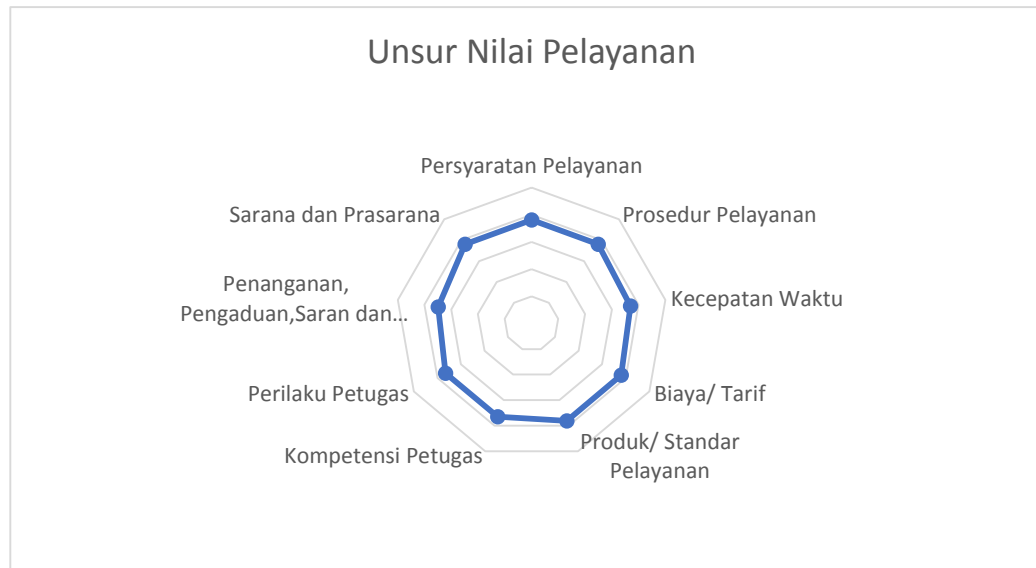 Unsur Nilai Pelayanan
Persyaratan Pelayanan
Prosedur Pelayanan
Kecepatan Waktu
Biaya/ Tarif
Produk/ Standar
Pelayanan
Kompetensi Petugas
Perilaku Petugas
Penanganan,
Pengaduan,Saran dan…
Sarana dan Prasarana